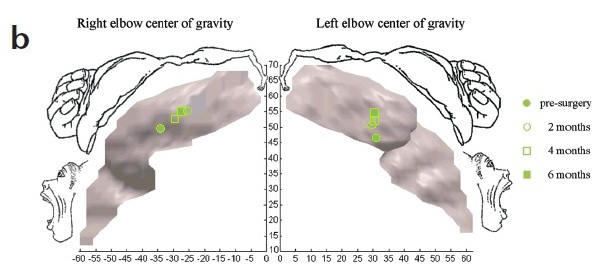 b
Right elbow center of gravity
Left elbow center of gravity
70
65
60
55
50
45
40
35
30
25
20
15
10
-60 -55 -50 -45 -40 -35 -30 -25 -20 -15 -10 -5 0
0 5 10 15 20 25 30 35 40 45 50 55 60
pre-surgery
2 months
4 months
6 months